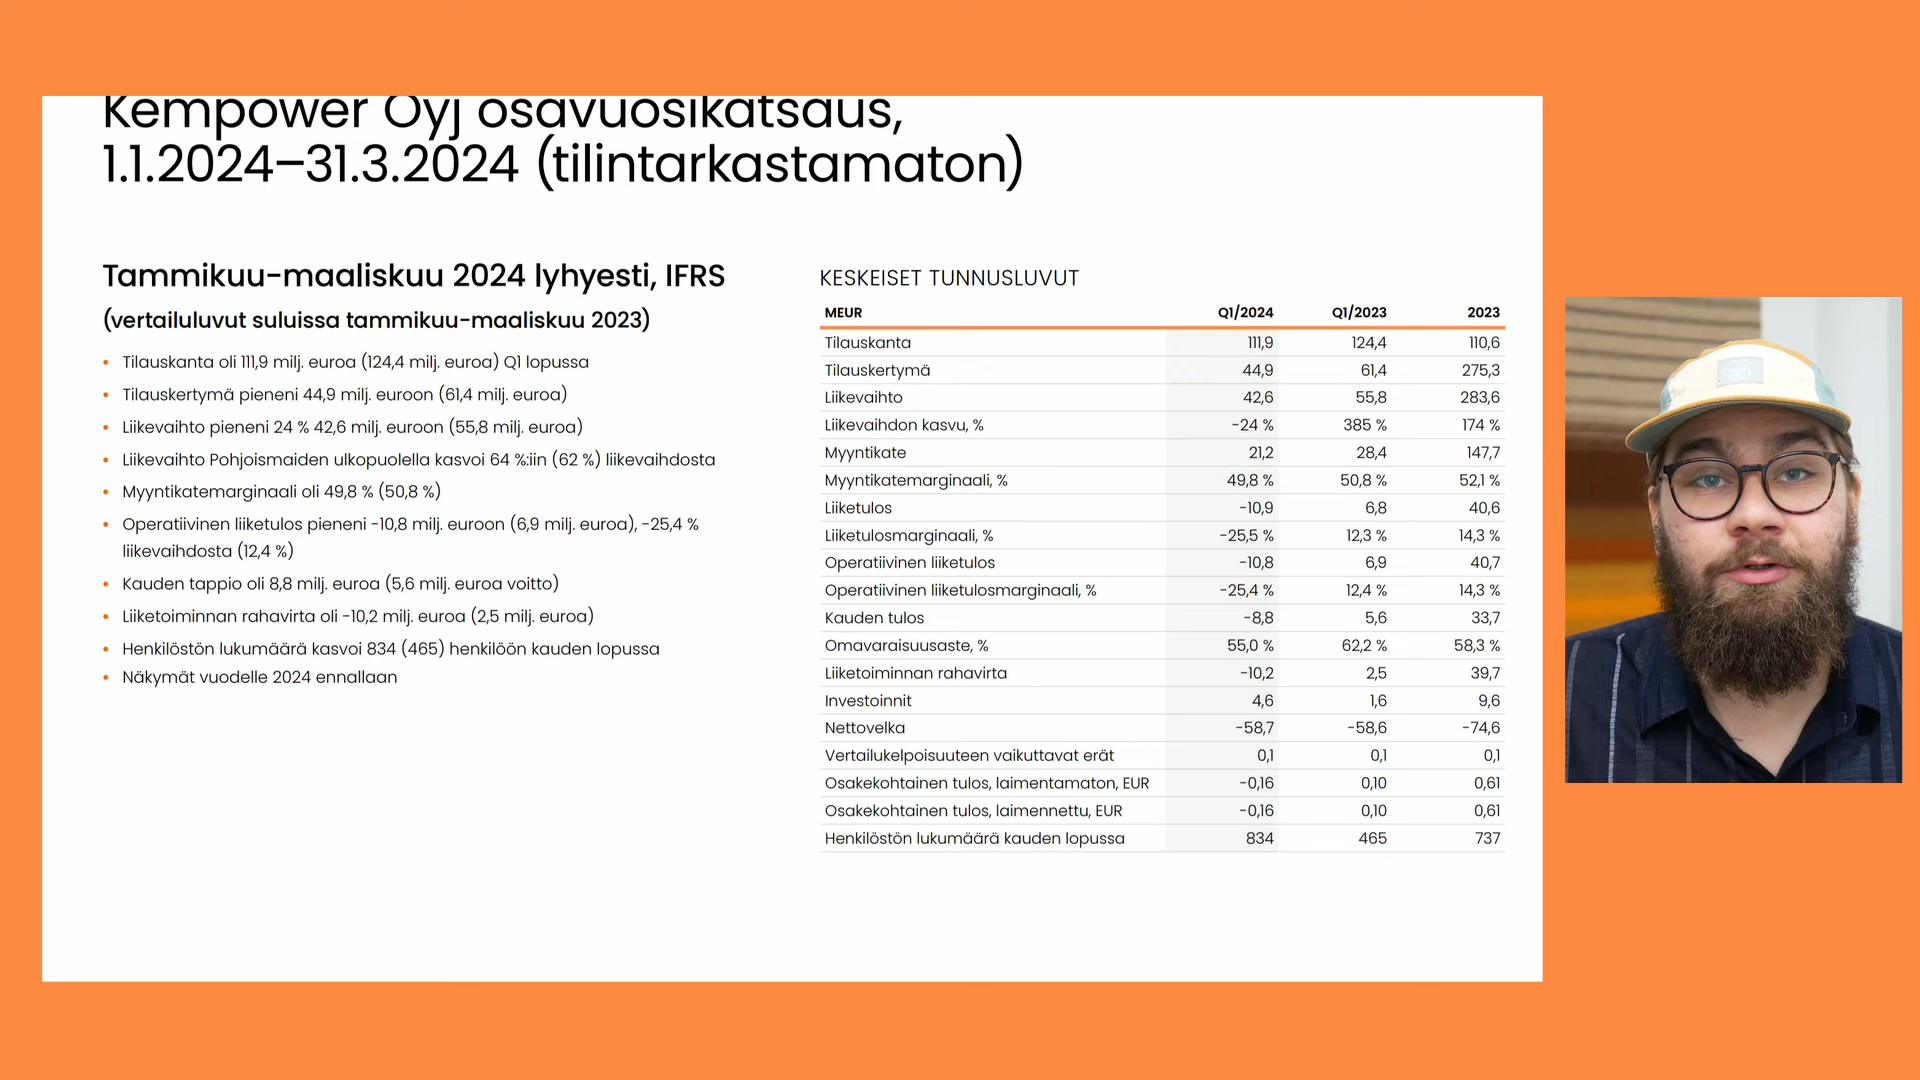 Kempower Oyj osavuosikatsaus,
1.1.2024–31.3.2024 (tilintarkastamaton)
Tammikuu-maaliskuu 2024 lyhyesti, IFRS
(vertailuluvut suluissa tammikuu-maaliskuu 2023)
• Tilauskanta oli 111,9 milj. euroa (124,4 milj. euroa) Q1 lopussa
• Tilauskertymä pieneni 44,9 milj. euroon (61,4 milj. euroa)
• Liikevaihto pieneni 24 % 42,6 milj. euroon (55,8 milj. euroa)
• Liikevaihto Pohjoismaiden ulkopuolella kasvoi 64 %:iin (62 %) liikevaihdosta
• Myyntikatemarginaali oli 49,8 % (50,8 %)
• Operatiivinen liiketulos pieneni -10,8 milj. euroon (6,9 milj. euroa), -25,4 %
liikevaihdosta (12,4 %)
• Kauden tappio oli 8,8 milj. euroa (5,6 milj. euroa voitto)
• Liiketoiminnan rahavirta oli -10,2 milj. euroa (2,5 milj. euroa)
• Henkilöstön lukumäärä kasvoi 834 (465) henkilöön kauden lopussa
• Näkymät vuodelle 2024 ennallaan
KESKEISET TUNNUSLUVUT
MEUR Q1/2024 Q1/2023 2023
Tilauskanta 111,9 124,4 110,6
Tilauskertymä 44,9 61,4 275,3
Liikevaihto 42,6 55,8 283,6
Liikevaihdon kasvu, % -24 % 385 % 174 %
Myyntikate 21,2 28,4 147,7
Myyntikatemarginaali, % 49,8 % 50,8 % 52,1 %
Liiketulos -10,9 6,8 40,6
Liiketulosmarginaali, % -25,5 % 12,3 % 14,3 %
Operatiivinen liiketulos -10,8 6,9 40,7
Operatiivinen liiketulosmarginaali, % -25,4 % 12,4 % 14,3 %
Kauden tulos -8,8 5,6 33,7
Omavaraisuusaste, % 55,0 % 62,2 % 58,3 %
Liiketoiminnan rahavirta -10,2 2,5 39,7
Investoinnit 4,6 1,6 9,6
Nettovelka -58,7 -58,6 -74,6
Vertailukelpoisuuteen vaikuttavat erät 0,1 0,1 0,1
Osakekohtainen tulos, laimentamaton, EUR -0,16 0,10 0,61
Osakekohtainen tulos, laimennettu, EUR -0,16 0,10 0,61
Henkilöstön lukumäärä kauden lopussa 834 465 737